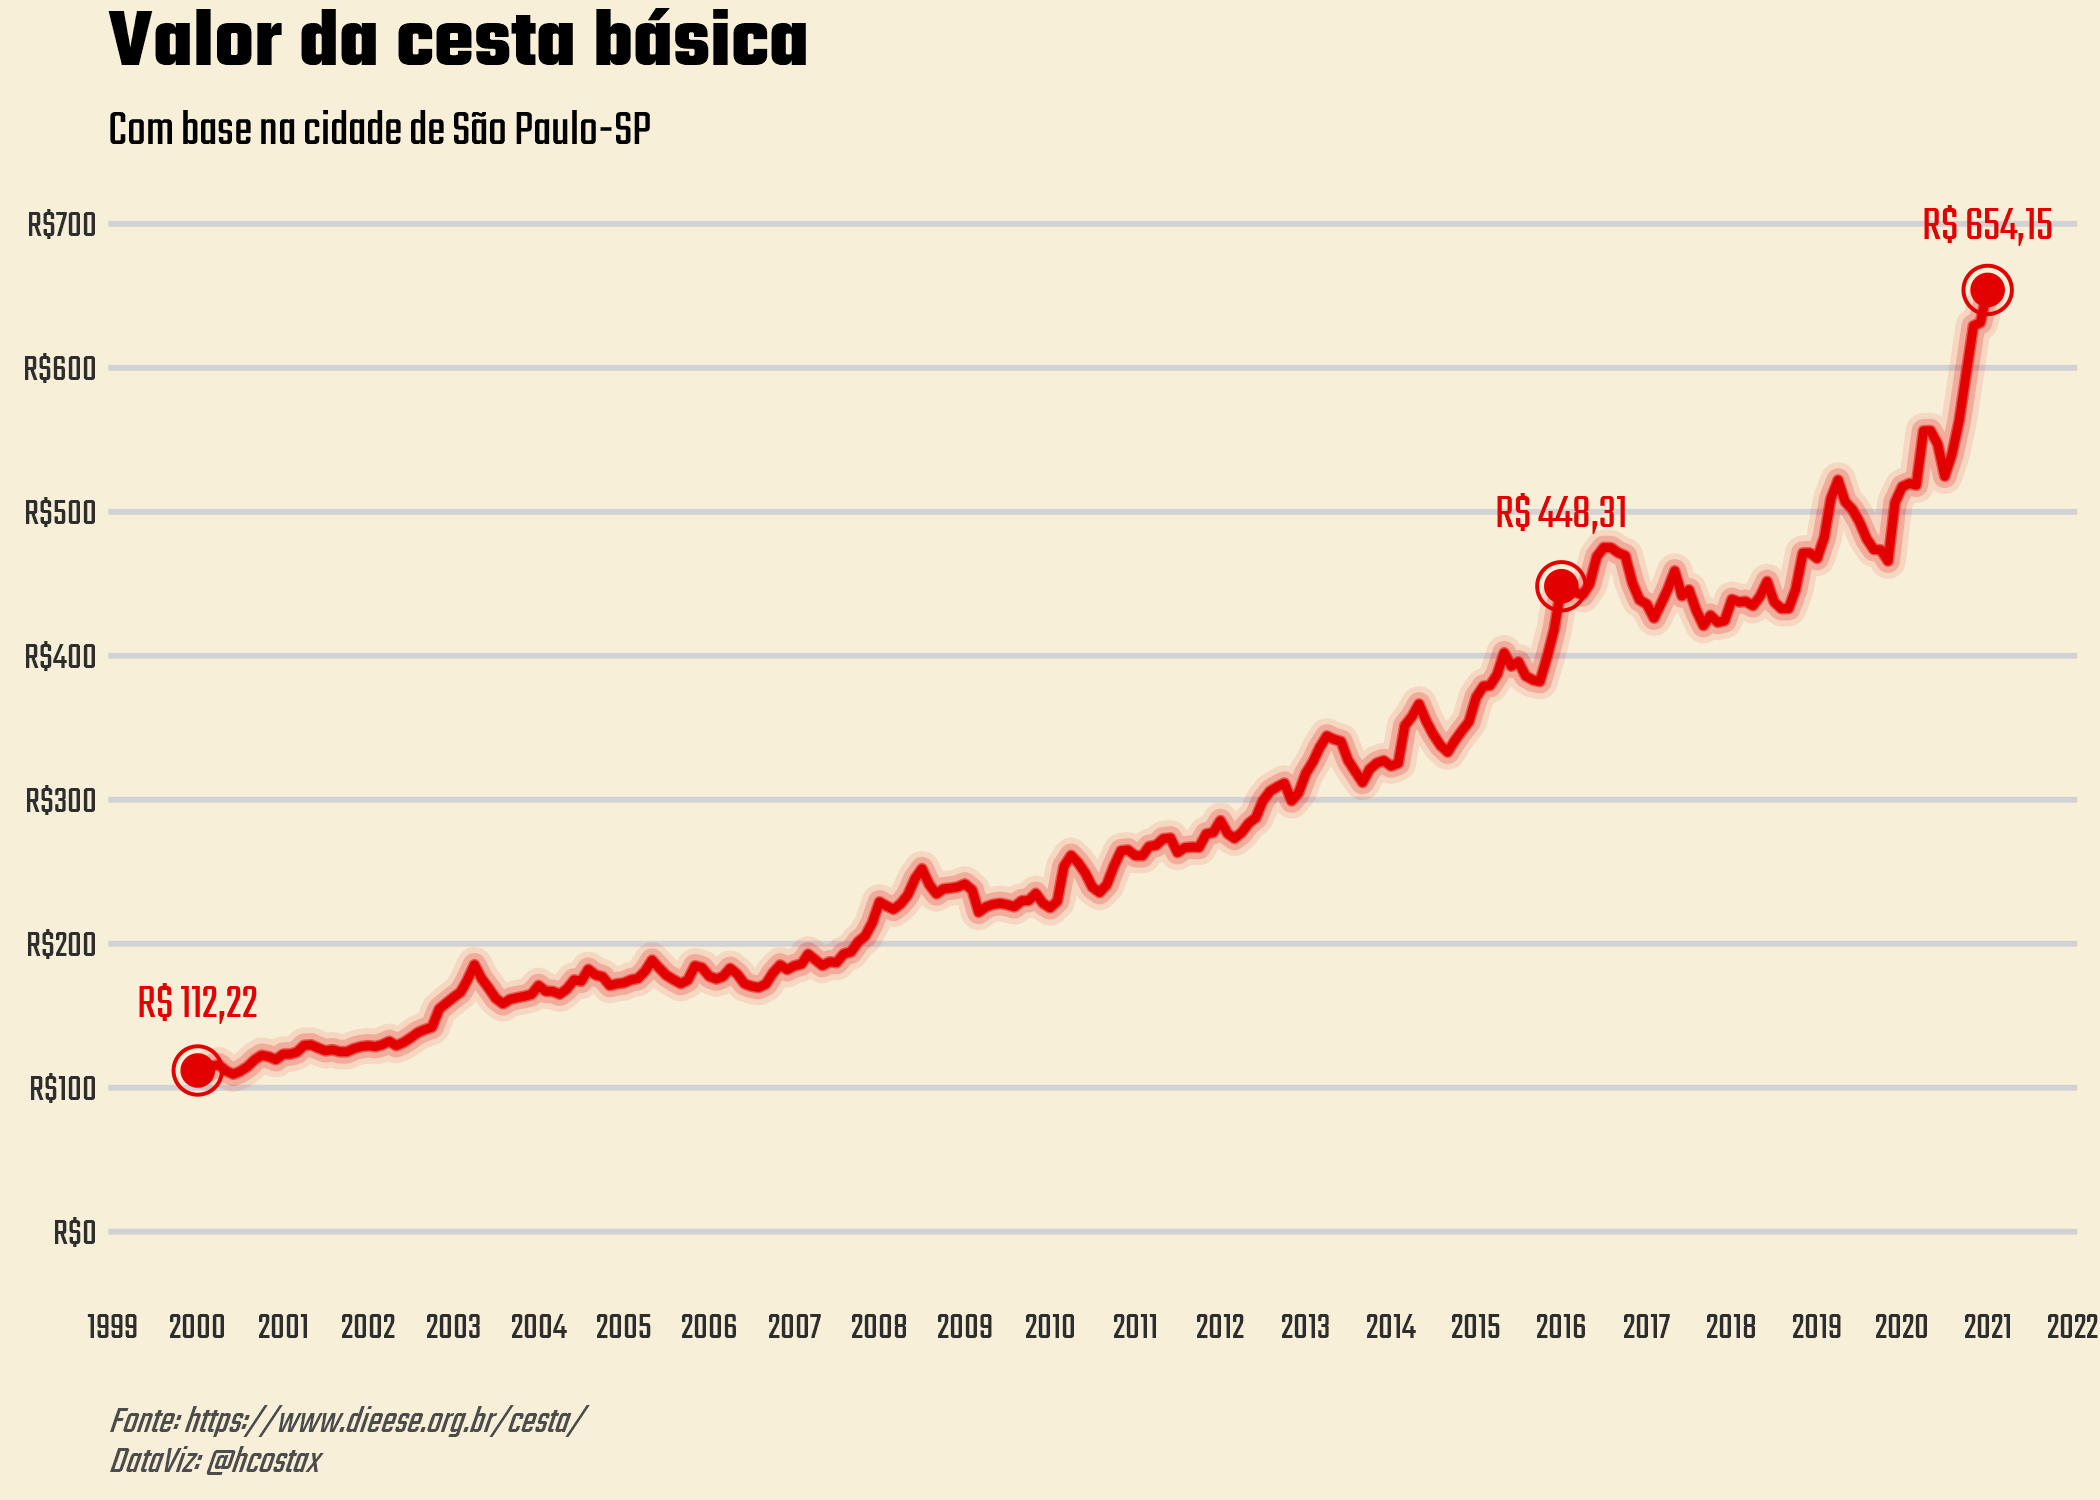 Valor da cesta básica
Com base na cidade de São Paulo-SP
R$700
R$ 654,15
R$600
R$500
R$ 448,31
R$400
R$300
R$200
R$ 112,22
R$100
R$0
1999 2000 2001 2002 2003 2004 2005 2006 2007 2008 2009 2010 2011 2012 2013 2014 2015 2016 2017 2018 2019 2020 2021 2022
Fonte: https://www.dieese.org.br/cesta/
DataViz: @hcostax